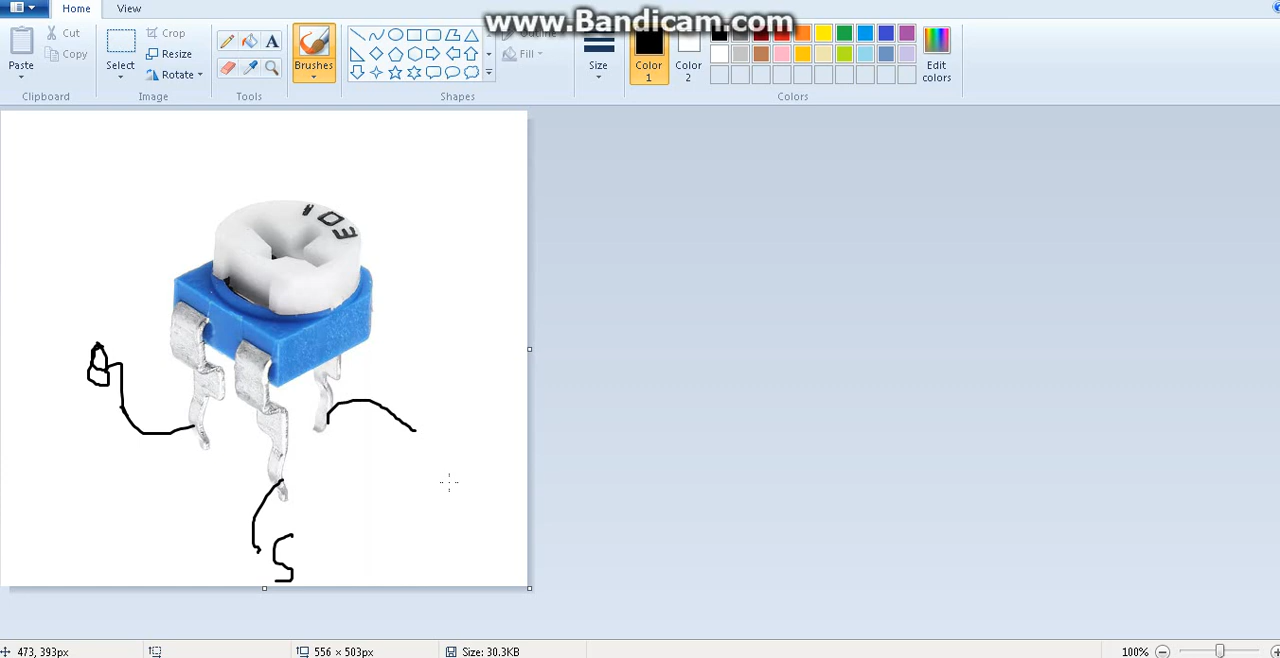 www.Bandicam.com
Home View
Cut
Copy
Paste
Clipboard
Select
Crop
Resize
Rotate
Image
A
Tools
Brushes
Outline
Fill
Shapes
Size
Color 1
Color 2
Edit colors
Colors
103
S
473, 393px
556 × 503px
Size: 30.3KB
100%